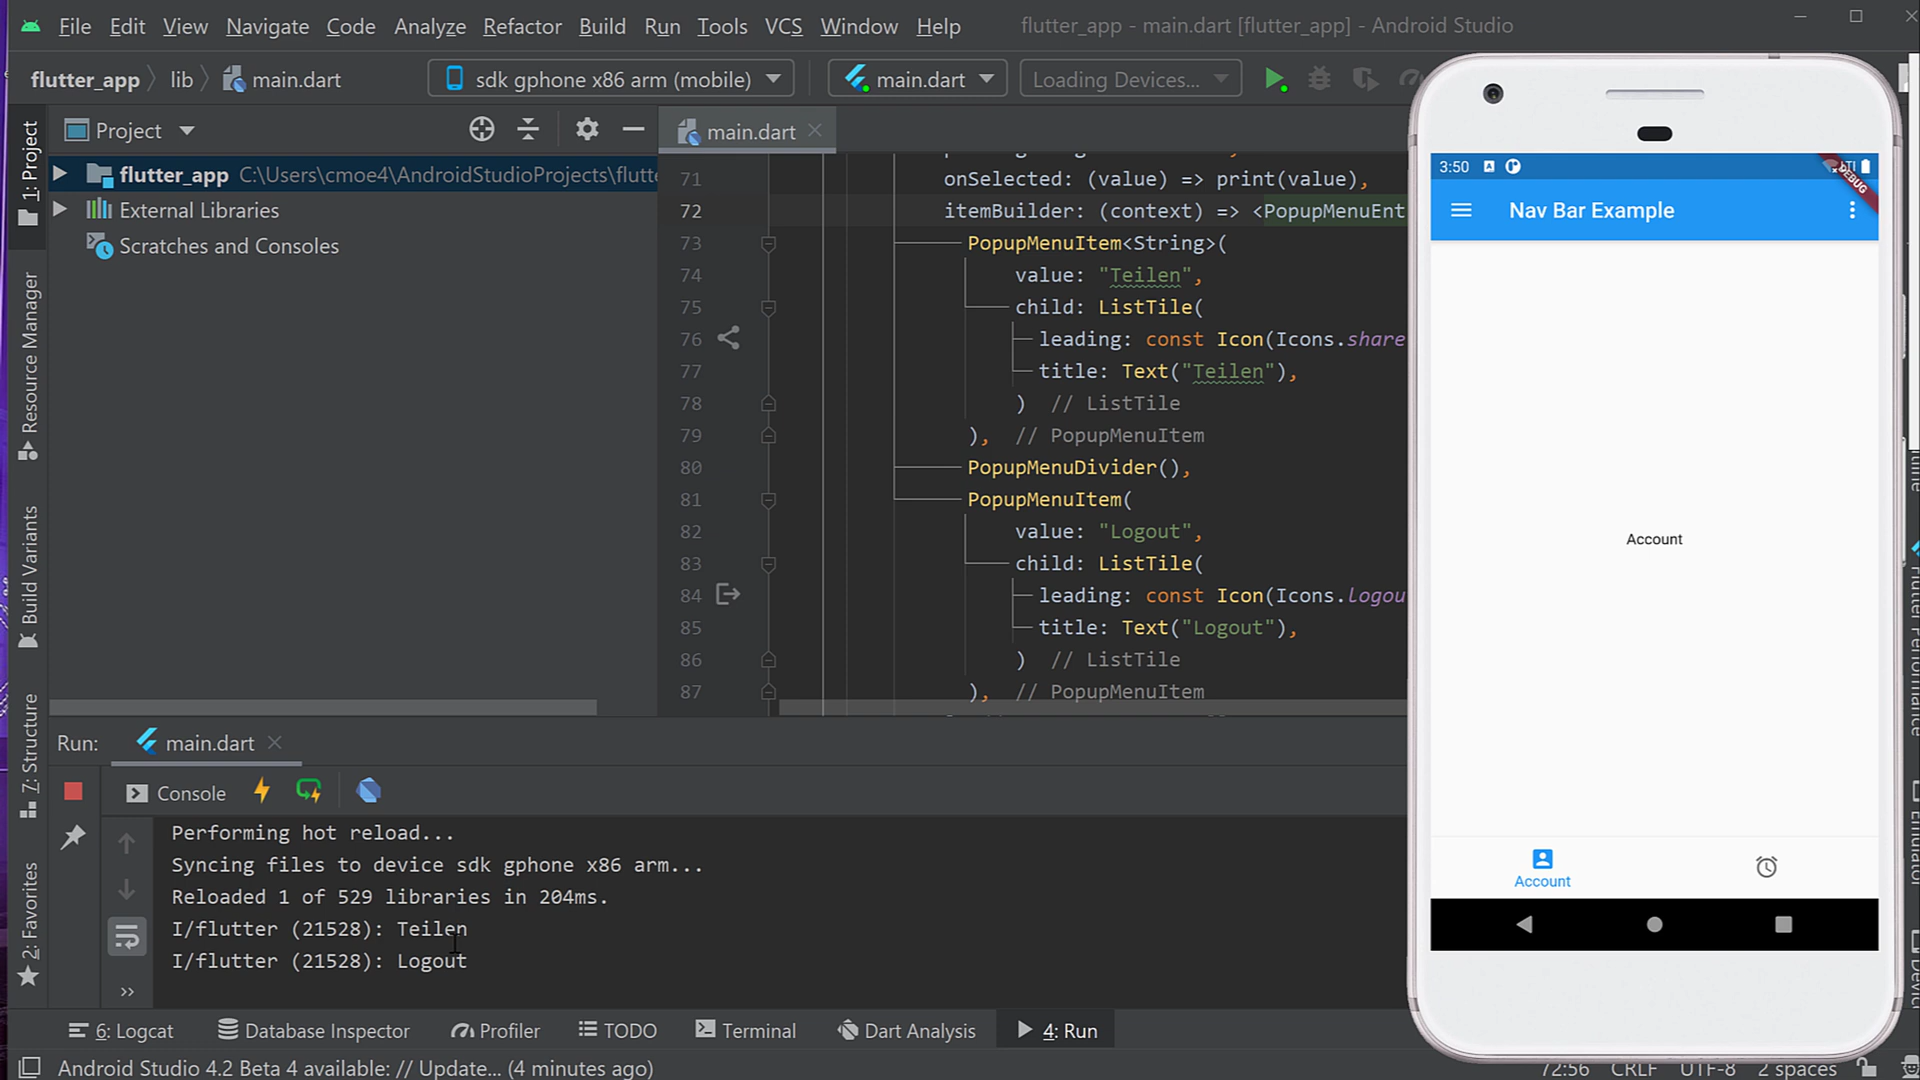 File Edit View Navigate Code Analyze Refactor Build Run Tools VCS Window Help flutter_app - main.dart [flutter_app] - Android Studio
flutter_app lib main.dart sdk gphone x86 arm (mobile) main.dart Loading Devices...
Project main.dart
flutter_app C:\Users\cmoe4\AndroidStudioProjects\flutte
External Libraries
Scratches and Consoles
1: Project
Resource Manager
Build Variants
7: Structure
2: Favorites
71 onSelected: (value) => print(value),
72 itemBuilder: (context) => <PopupMenuEnt
73 PopupMenuItem<String>(
74 value: "Teilen",
75 child: ListTile(
76 leading: const Icon(Icons.share
77 title: Text("Teilen"),
78 ) // ListTile
79 ), // PopupMenuItem
80 PopupMenuDivider(),
81 PopupMenuItem(
82 value: "Logout",
83 child: ListTile(
84 leading: const Icon(Icons.logou
85 title: Text("Logout"),
86 ) // ListTile
87 ), // PopupMenuItem
3:50
DEBUG
Nav Bar Example
Account
Account
Run: main.dart
Console
Performing hot reload...
Syncing files to device sdk gphone x86 arm...
Reloaded 1 of 529 libraries in 204ms.
I/flutter (21528): Teilen
I/flutter (21528): Logout
6: Logcat Database Inspector Profiler TODO Terminal Dart Analysis 4: Run
Android Studio 4.2 Beta 4 available: // Update... (4 minutes ago) 72:56 CRLF UTF-8 2 spaces